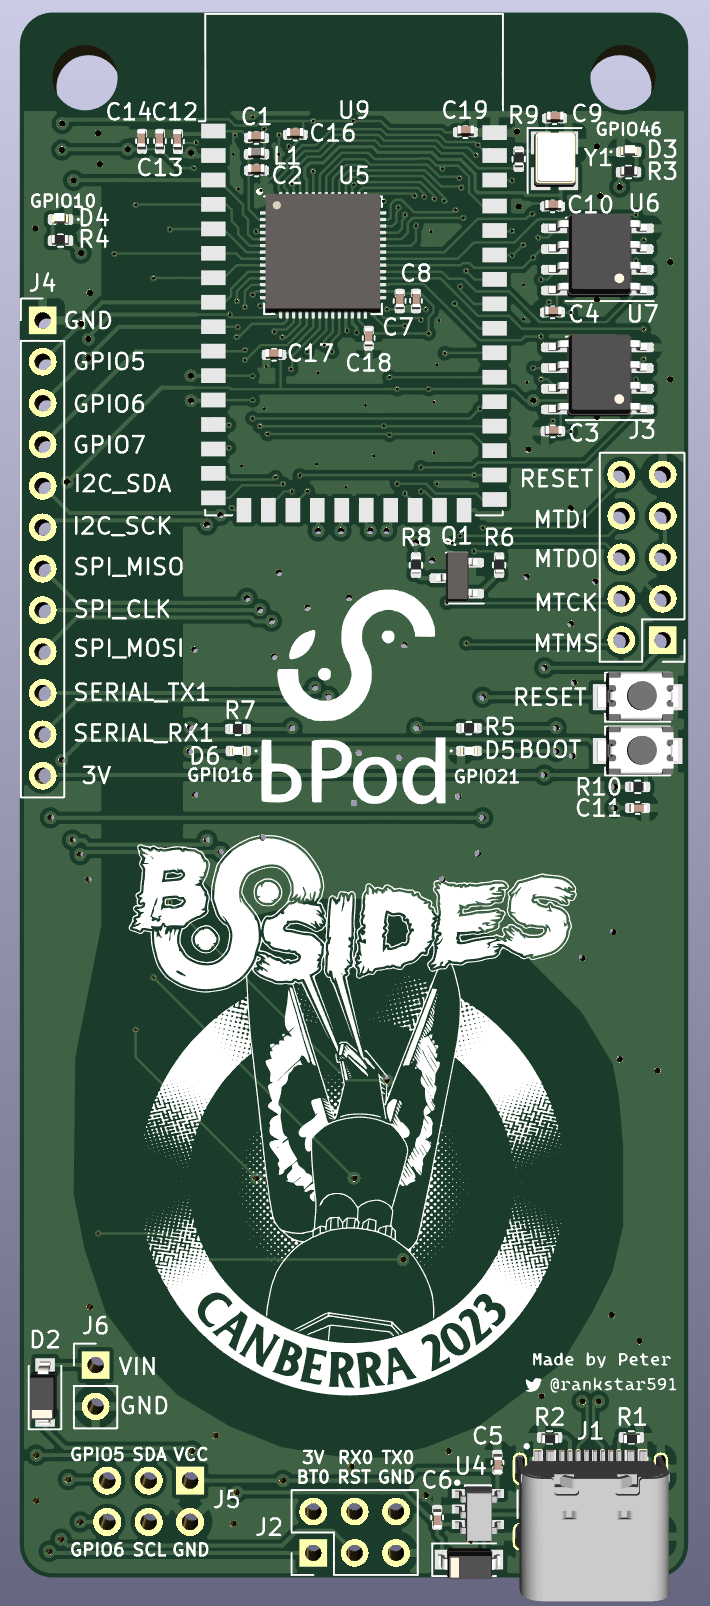 C14 C12
C13
C1
C16
L1
C2
U9
U5
C19
R9
C9
GPIO46
Y1
D3
R3
GPIO10
D4
R4
C10
U6
J4
GND
C8
C7
C18
C17
C4
U7
C3
J3
GPIO5
GPIO6
GPIO7
I2C_SDA
I2C_SCK
SPI_MISO
SPI_CLK
SPI_MOSI
SERIAL_TX1
SERIAL_RX1
3V
RESET
MTDI
MTDO
MTCK
MTMS
R8
Q1
R6
RESET
BOOT
R7
D6
GPIO16
bPod
R5
D5
GPIO21
R10
C11
BSIDES
CANBERRA 2023
D2
J6
VIN
GND
Made by Peter
@rankstar591
R2
J1
R1
GPIO5 SDA VCC
J5
GPIO6 SCL GND
3V RX0 TX0
BT0 RST GND
J2
C5
U4
C6